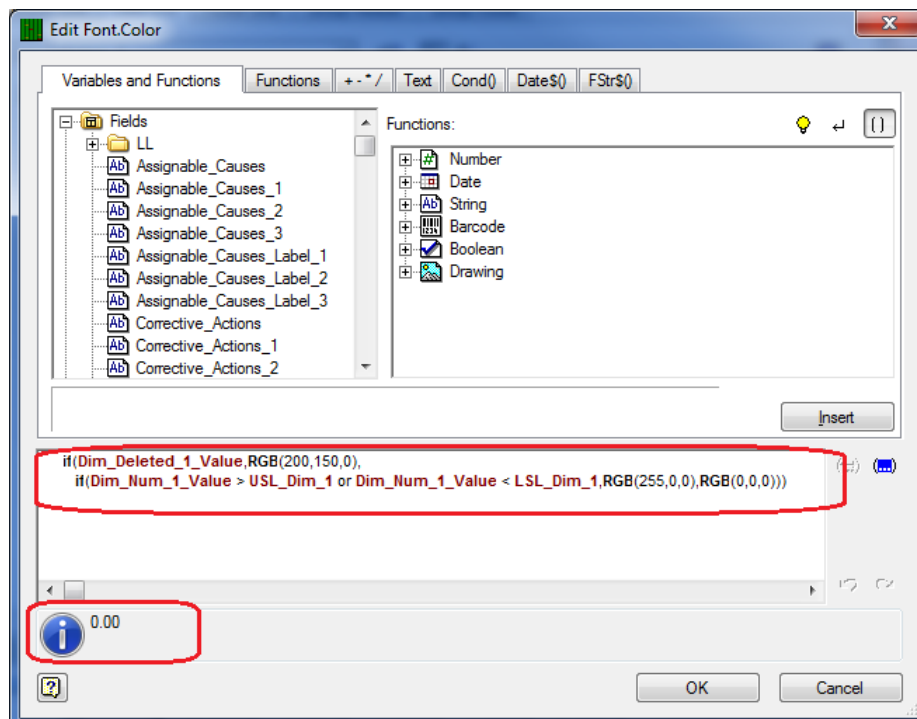 Edit Font.Color
Variables and Functions Functions + - * / Text Cond() Date$() FStr$()
Fields
LL
Assignable_Causes
Assignable_Causes_1
Assignable_Causes_2
Assignable_Causes_3
Assignable_Causes_Label_1
Assignable_Causes_Label_2
Assignable_Causes_Label_3
Corrective_Actions
Corrective_Actions_1
Corrective_Actions_2
Functions:
Number
Date
String
Barcode
Boolean
Drawing
Insert
if(Dim_Deleted_1_Value,RGB(200,150,0),
if(Dim_Num_1_Value > USL_Dim_1 or Dim_Num_1_Value < LSL_Dim_1,RGB(255,0,0),RGB(0,0,0)))
0.00
OK Cancel